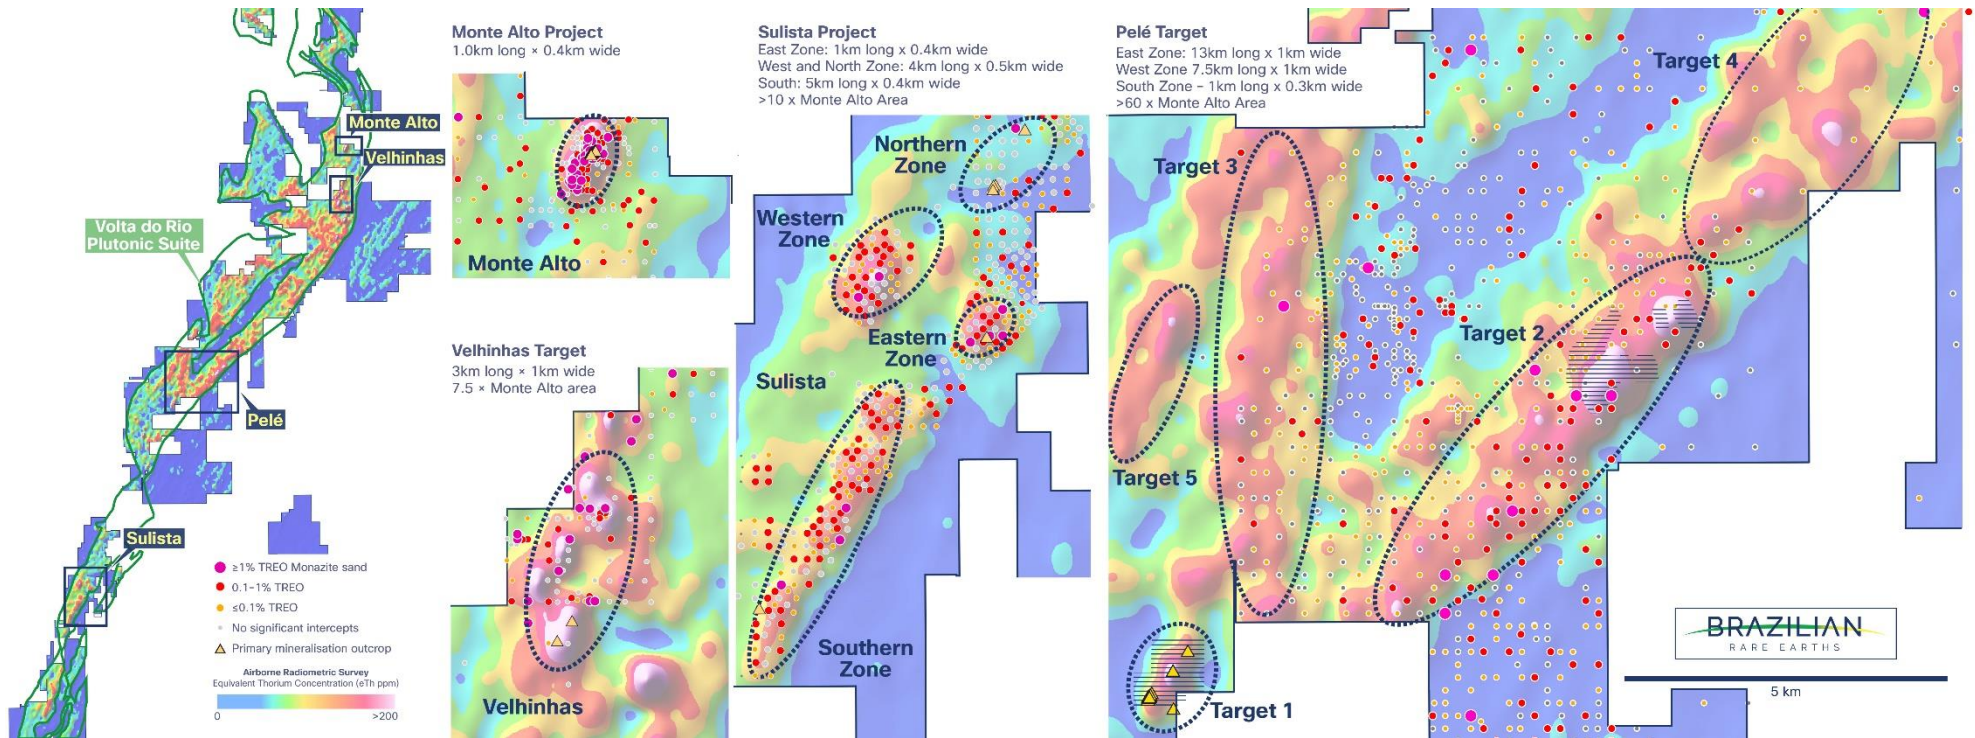 Monte Alto
Velhinhas
Volta do Rio
Plutonic Suite
Pelé
Sulista
≥1% TREO Monazite sand
0.1–1% TREO
≤0.1% TREO
No significant intercepts
Primary mineralisation outcrop
Airborne Radiometric Survey
Equivalent Thorium Concentration (eTh ppm)
0
>200
Monte Alto Project
1.0km long × 0.4km wide
Monte Alto
Velhinhas Target
3km long × 1km wide
7.5 × Monte Alto area
Velhinhas
Sulista Project
East Zone: 1km long x 0.4km wide
West and North Zone: 4km long x 0.5km wide
South: 5km long x 0.4km wide
>10 x Monte Alto Area
Northern
Zone
Western
Zone
Eastern
Zone
Sulista
Southern
Zone
Pelé Target
East Zone: 13km long x 1km wide
West Zone 7.5km long x 1km wide
South Zone – 1km long x 0.3km wide
>60 x Monte Alto Area
Target 4
Target 3
Target 2
Target 5
Target 1
BRAZILIAN
RARE EARTHS
5 km